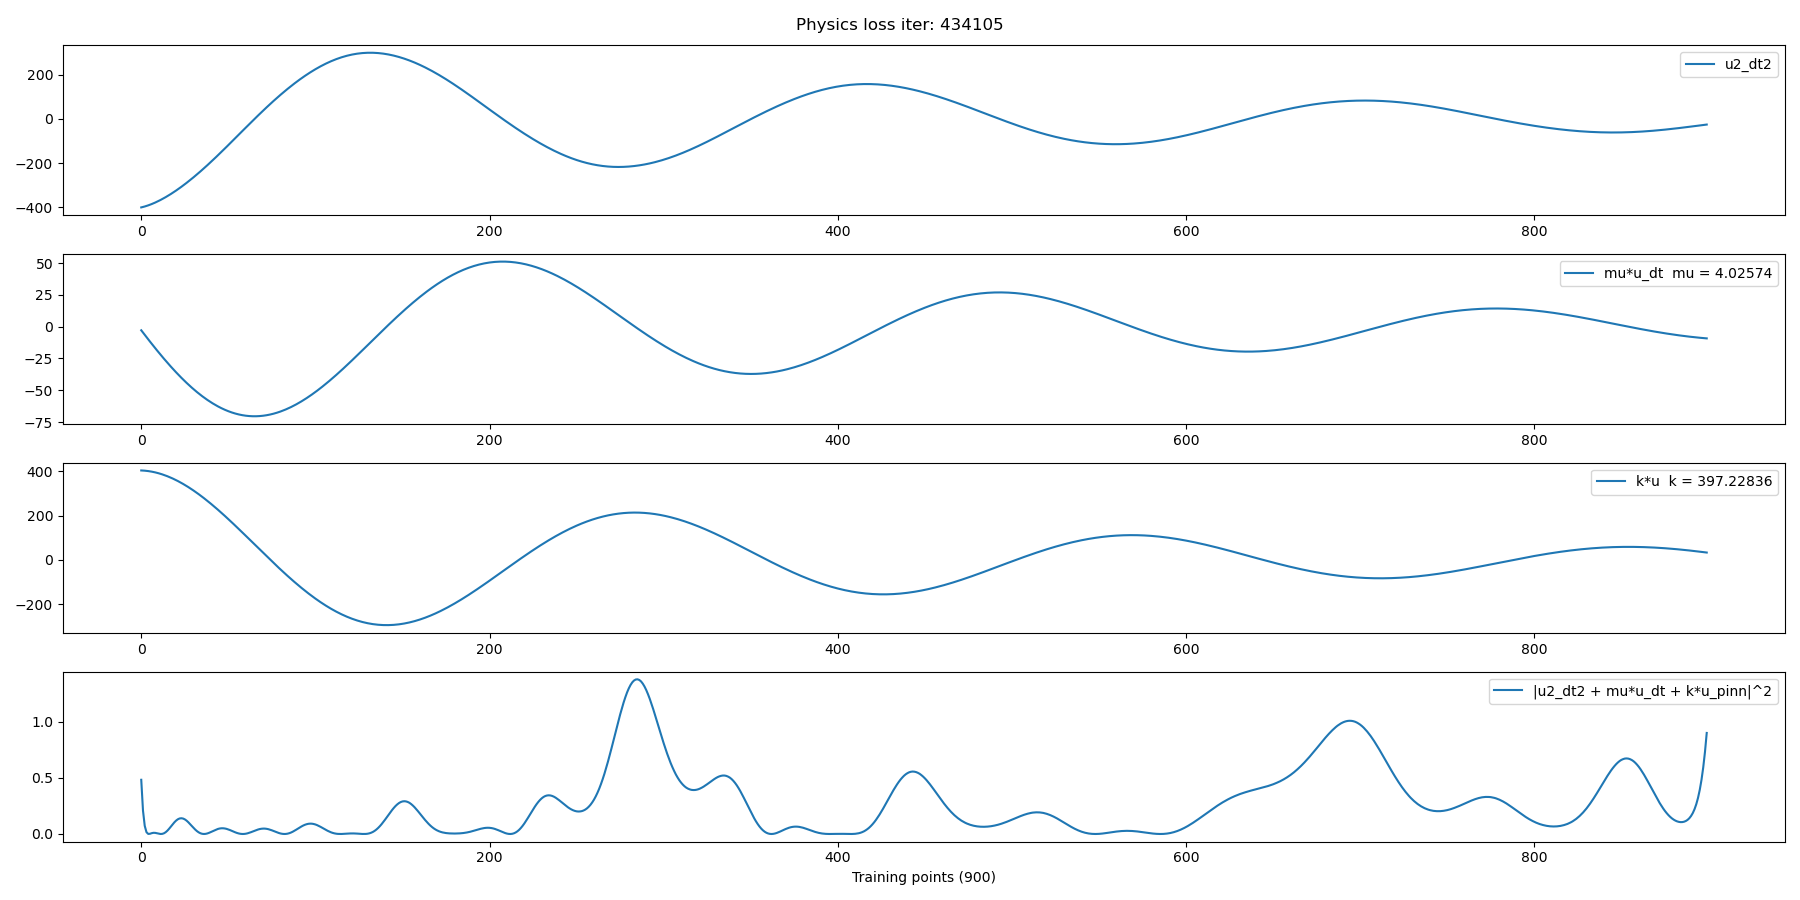 Physics loss iter: 434105
u2_dt2
200
0
−200
−400
0 200 400 600 800
mu*u_dt  mu = 4.02574
50
25
0
−25
−50
−75
0 200 400 600 800
k*u  k = 397.22836
400
200
0
−200
0 200 400 600 800
|u2_dt2 + mu*u_dt + k*u_pinn|^2
1.0
0.5
0.0
0 200 400 600 800
Training points (900)